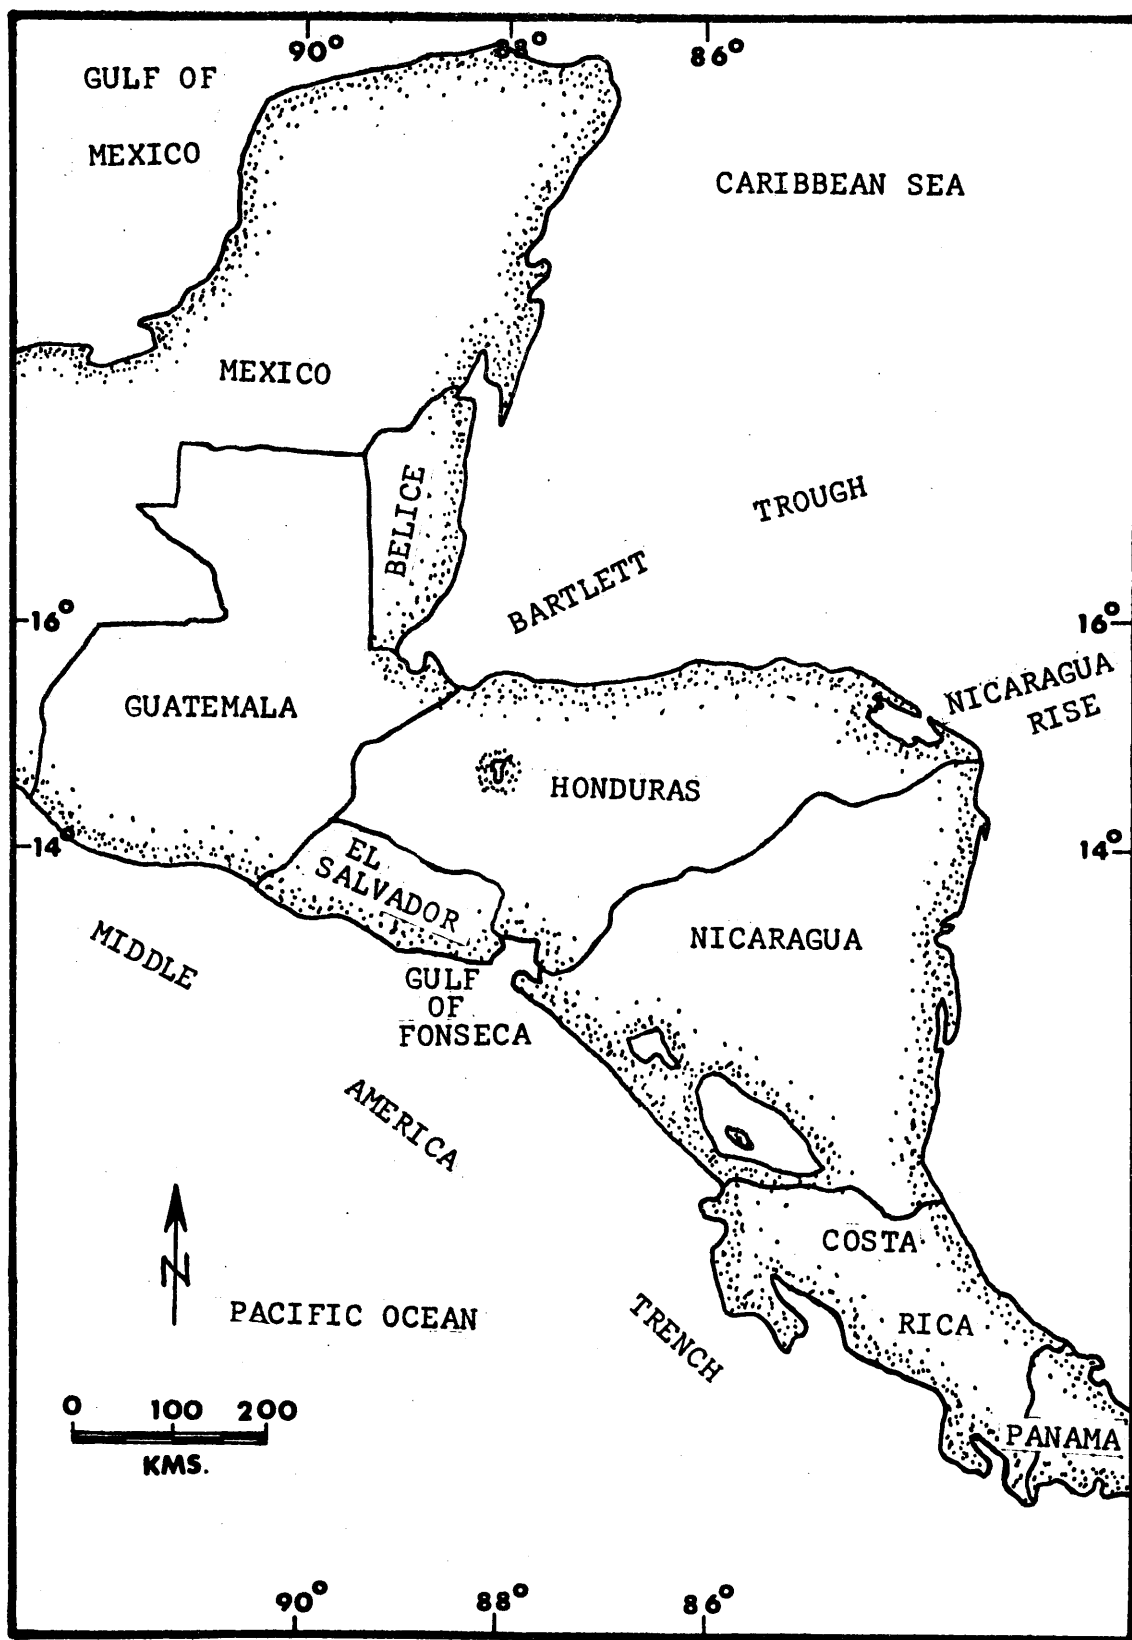 90° 88° 86°
GULF OF
MEXICO
CARIBBEAN SEA
MEXICO
BELICE
TROUGH
BARTLETT
16° 16°
NICARAGUA
RISE
GUATEMALA
HONDURAS
14° 14°
EL
SALVADOR
NICARAGUA
MIDDLE
GULF
OF
FONSECA
AMERICA
COSTA
N
PACIFIC OCEAN
TRENCH
RICA
0 100 200
KMS.
PANAMA
90° 88° 86°